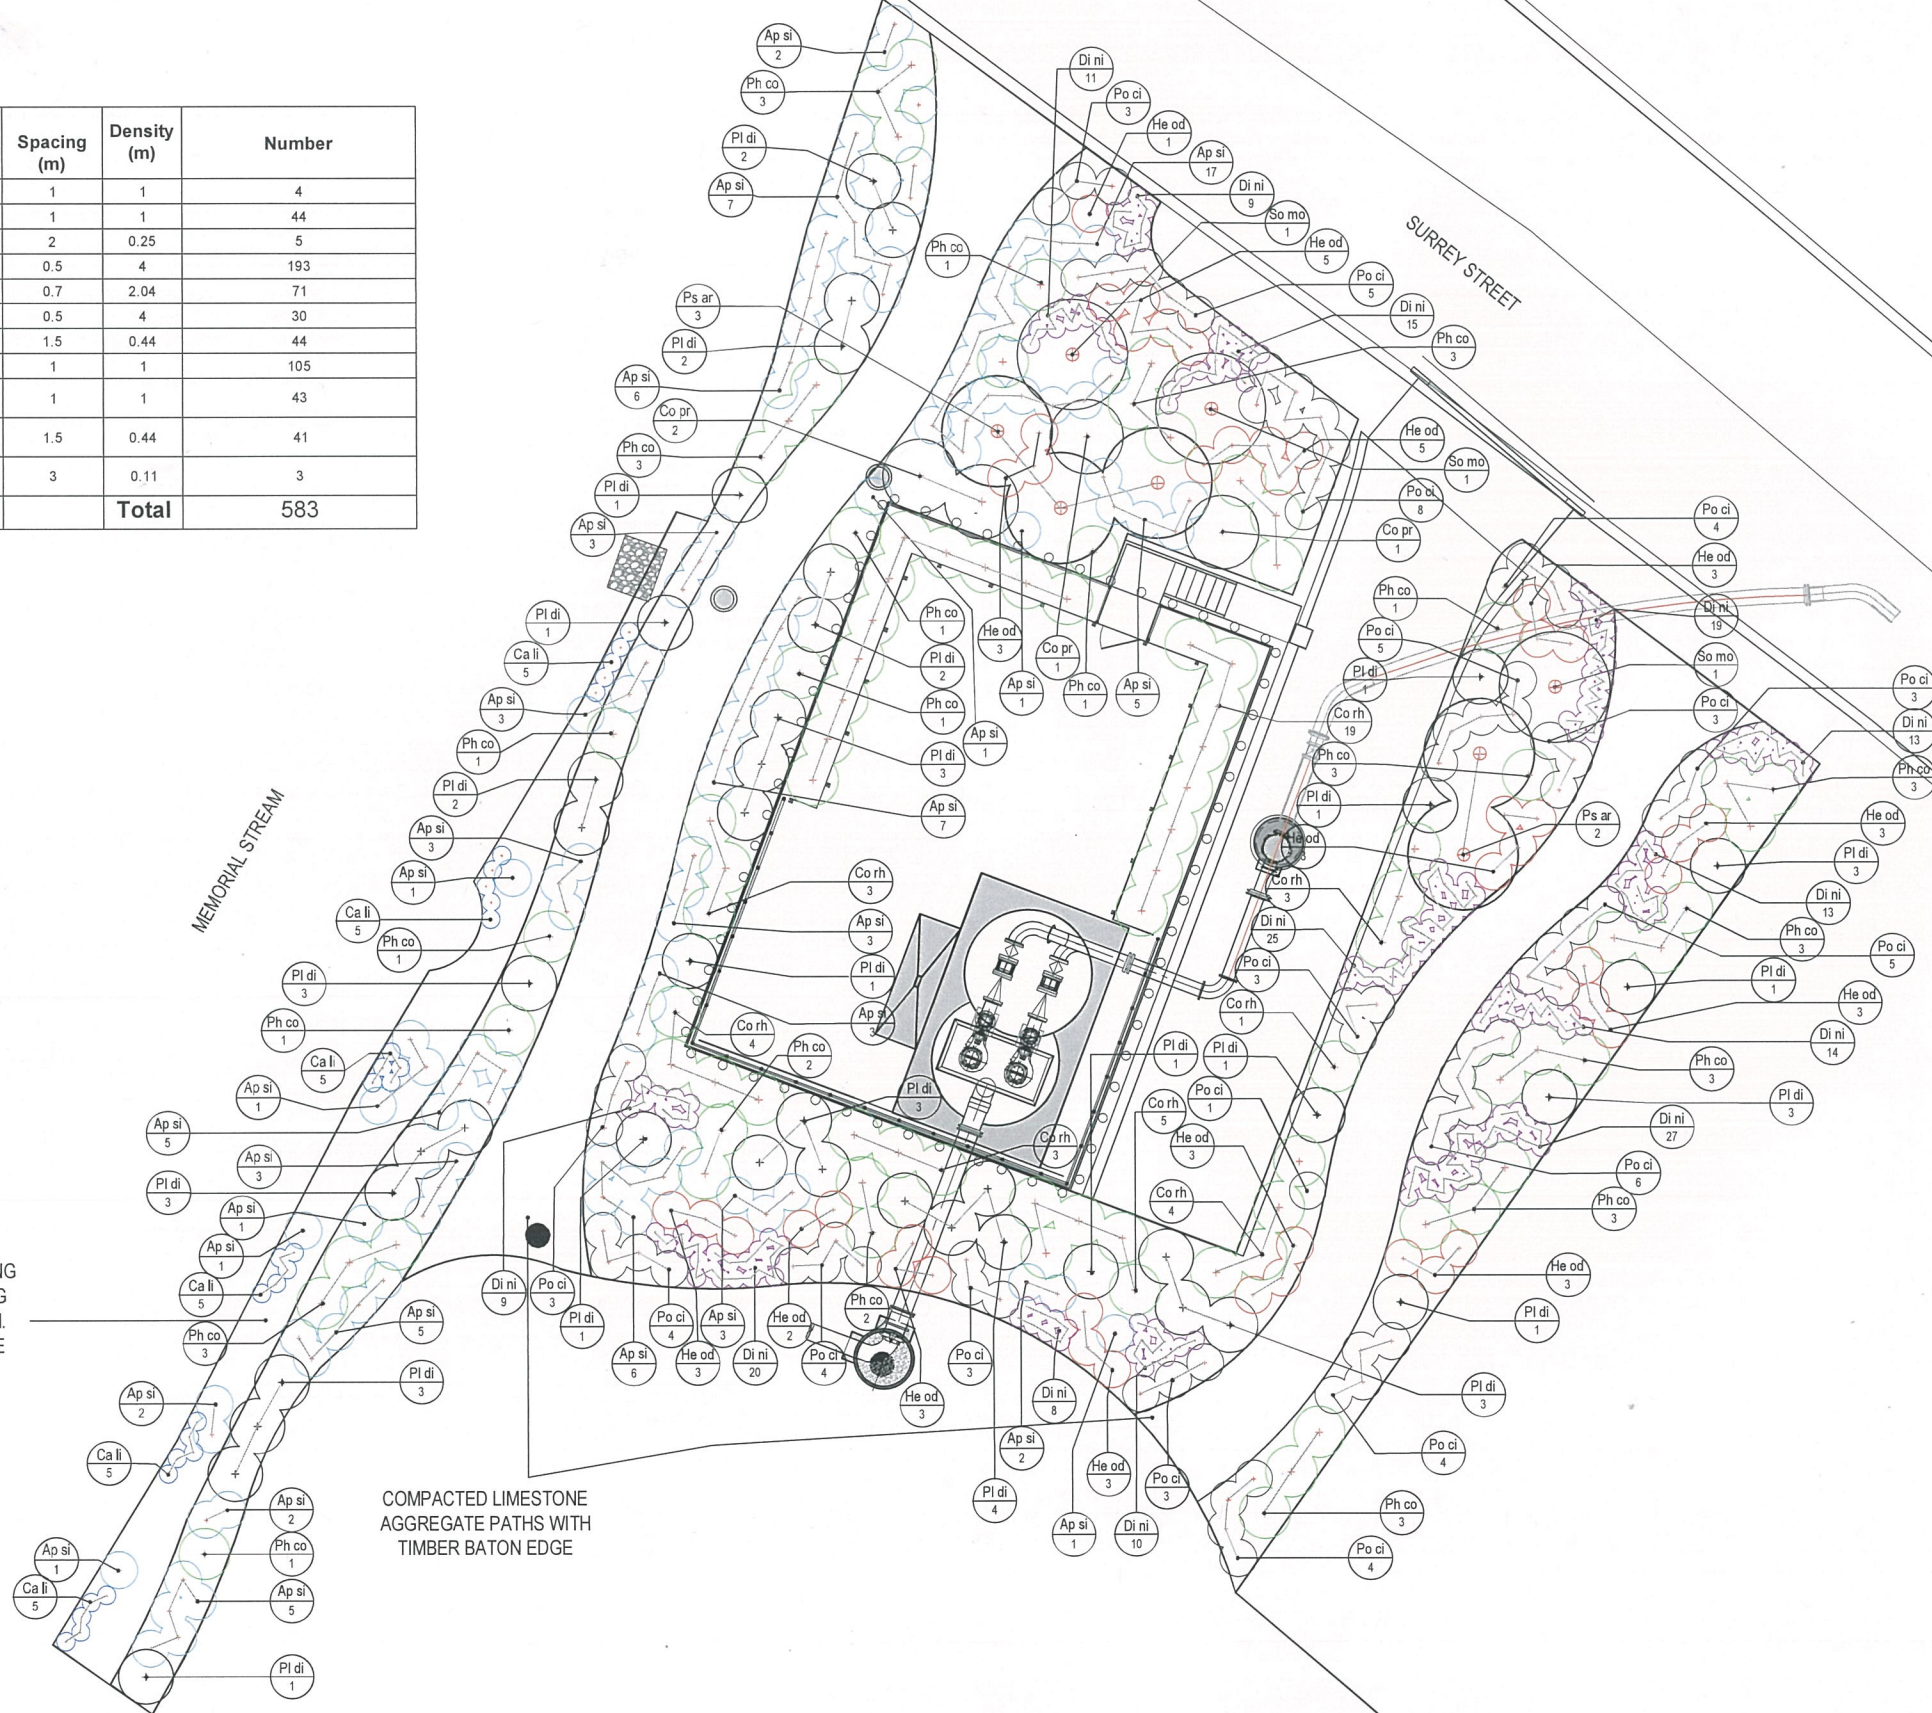 Spacing (m) Density (m) Number
1 1 4
1 1 44
2 0.25 5
0.5 4 193
0.7 2.04 71
0.5 4 30
1.5 0.44 44
1 1 105
1 1 43
1.5 0.44 41
3 0.11 3
Total 583
Ap si 2
Ph co 3
Pl di 2
Ap si 7
Ph co 1
Ps ar 3
Pl di 2
Ap si 6
Co pr 2
Ph co 3
Pl di 1
Ap si 3
Di ni 11
Po ci 3
He od 1
Ap si 17
Di ni 9
So mo 1
He od 5
Po ci 5
Di ni 15
Ph co 3
He od 5
So mo 1
Po ci 8
Co pr 1
SURREY STREET
Po ci 4
He od 3
Di ni 19
So mo 1
Po ci 3
Ph co 1
Po ci 5
Pl di 1
Co rh 19
Ph co 3
Pl di 1
He od 3
Co rh 3
Di ni 25
Po ci 3
Co rh 1
Ps ar 2
Po ci 3
Di ni 13
Ph co 3
He od 3
Pl di 3
Di ni 13
Ph co 3
Po ci 5
Pl di 1
He od 3
Di ni 14
Ph co 3
Pl di 3
Di ni 27
Po ci 6
Ph co 3
He od 3
Pl di 1
Pl di 3
Po ci 4
Ph co 3
Po ci 4
Pl di 1
Ca li 5
Ap si 3
Ph co 1
Pl di 2
Ap si 3
Ap si 1
Ca li 5
Ph co 1
Pl di 3
Ph co 1
Ca li 5
Ap si 1
Ap si 5
Ap si 3
Pl di 3
Ap si 1
Ap si 1
Ca li 5
Ph co 3
Ap si 5
Pl di 3
Ap si 2
Ca li 5
Ap si 2
Ph co 1
Ap si 1
Ca li 5
Ap si 5
Pl di 1
MEMORIAL STREAM
Ph co 1
Pl di 2
Ph co 1
Ap si 1
Pl di 3
Ap si 7
He od 3
Ap si 1
Co pr 1
Ph co 1
Ap si 5
Co rh 3
Ap si 3
Pl di 1
Ap si 3
Co rh 4
Ph co 2
Pl di 3
Co rh 3
Pl di 1
Pl di 1
Po ci 1
Co rh 5
He od 3
Co rh 4
Di ni 9
Po ci 3
Pl di 1
Ap si 6
Po ci 4
He od 3
Ap si 3
Di ni 20
He od 2
Po ci 4
Ph co 2
He od 3
Po ci 3
Pl di 4
Ap si 2
Di ni 8
Ap si 1
He od 3
Di ni 10
Po ci 3
COMPACTED LIMESTONE
AGGREGATE PATHS WITH
TIMBER BATON EDGE